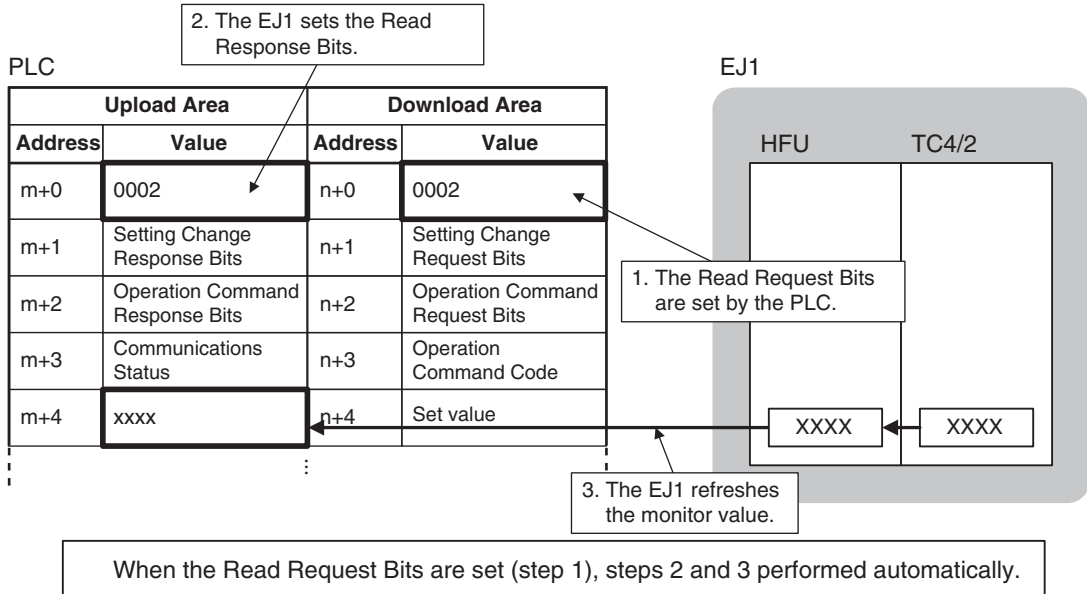 2. The EJ1 sets the Read
Response Bits.
PLC
EJ1
Upload Area
Download Area
Address
Value
Address
Value
HFU
TC4/2
m+0
0002
n+0
0002
m+1
Setting Change
Response Bits
n+1
Setting Change
Request Bits
1. The Read Request Bits
are set by the PLC.
m+2
Operation Command
Response Bits
n+2
Operation Command
Request Bits
m+3
Communications
Status
n+3
Operation
Command Code
m+4
xxxx
n+4
Set value
XXXX
XXXX
3. The EJ1 refreshes
the monitor value.
When the Read Request Bits are set (step 1), steps 2 and 3 performed automatically.